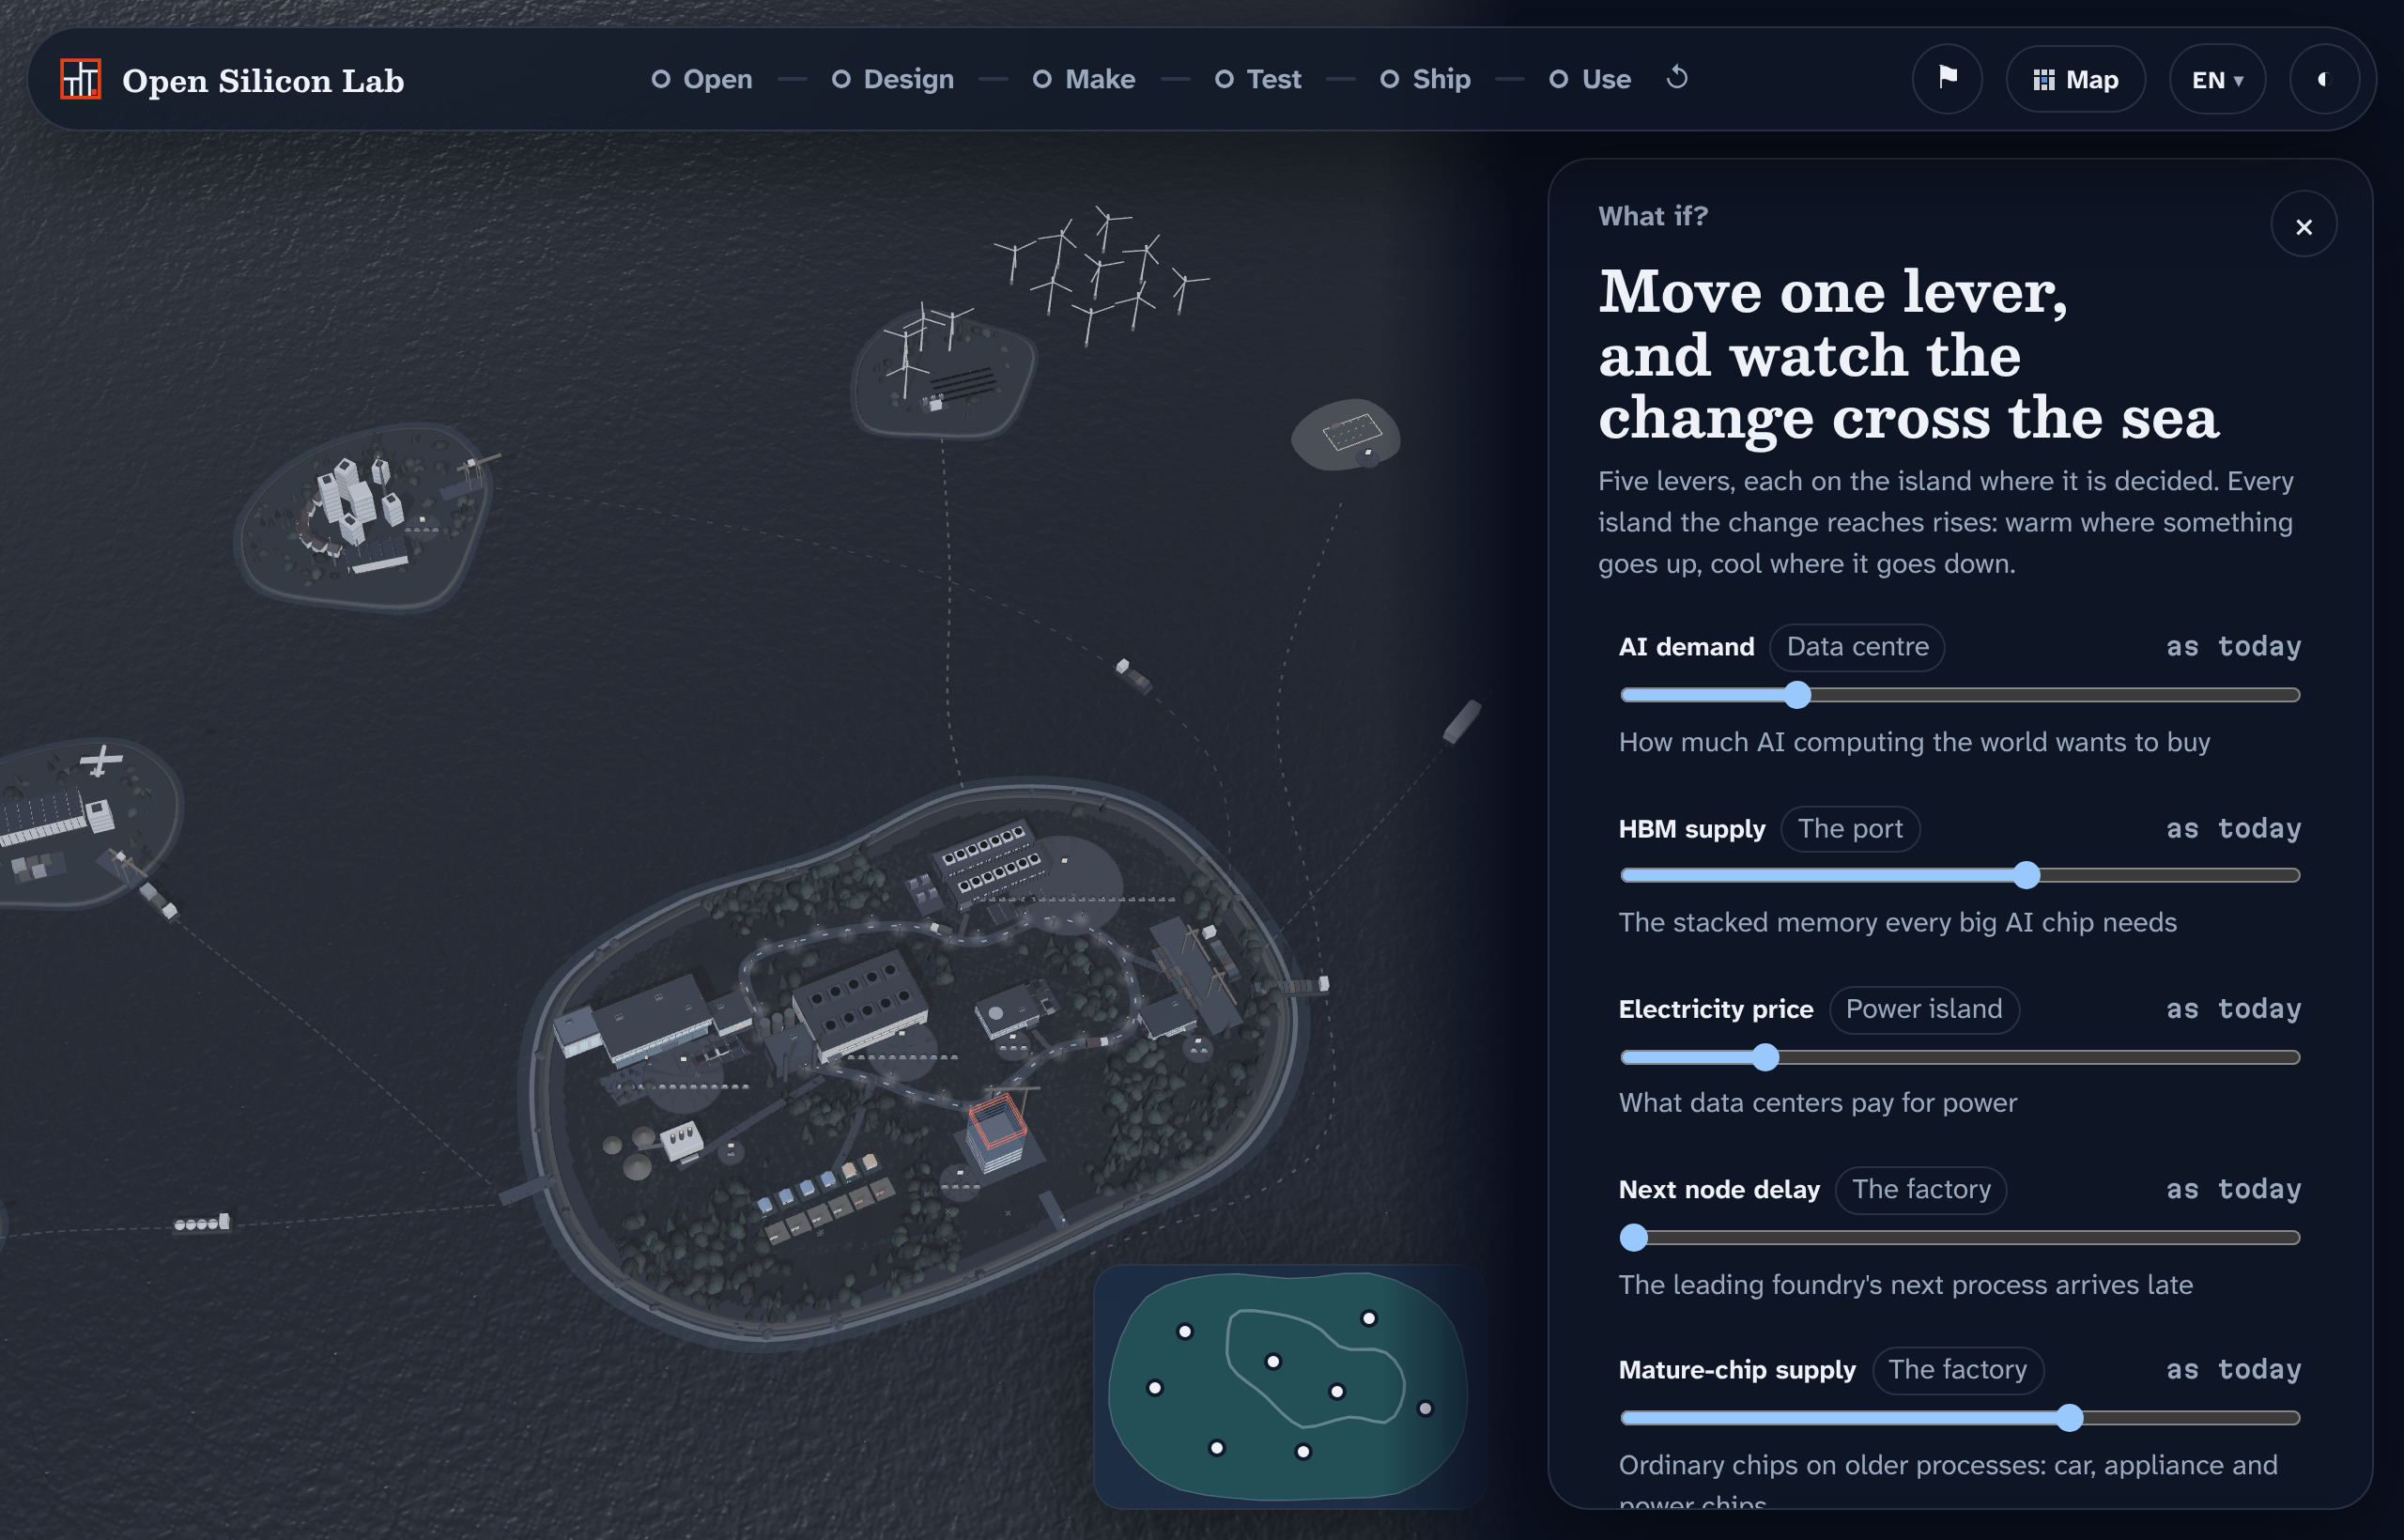 Open Silicon Lab
Open
Design
Make
Test
Ship
Use
Map
EN
What if?
Move one lever,
and watch the
change cross the sea
Five levers, each on the island where it is decided. Every
island the change reaches rises: warm where something
goes up, cool where it goes down.
AI demand Data centre as today
How much AI computing the world wants to buy
HBM supply The port as today
The stacked memory every big AI chip needs
Electricity price Power island as today
What data centers pay for power
Next node delay The factory as today
The leading foundry's next process arrives late
Mature-chip supply The factory as today
Ordinary chips on older processes: car, appliance and
power chips